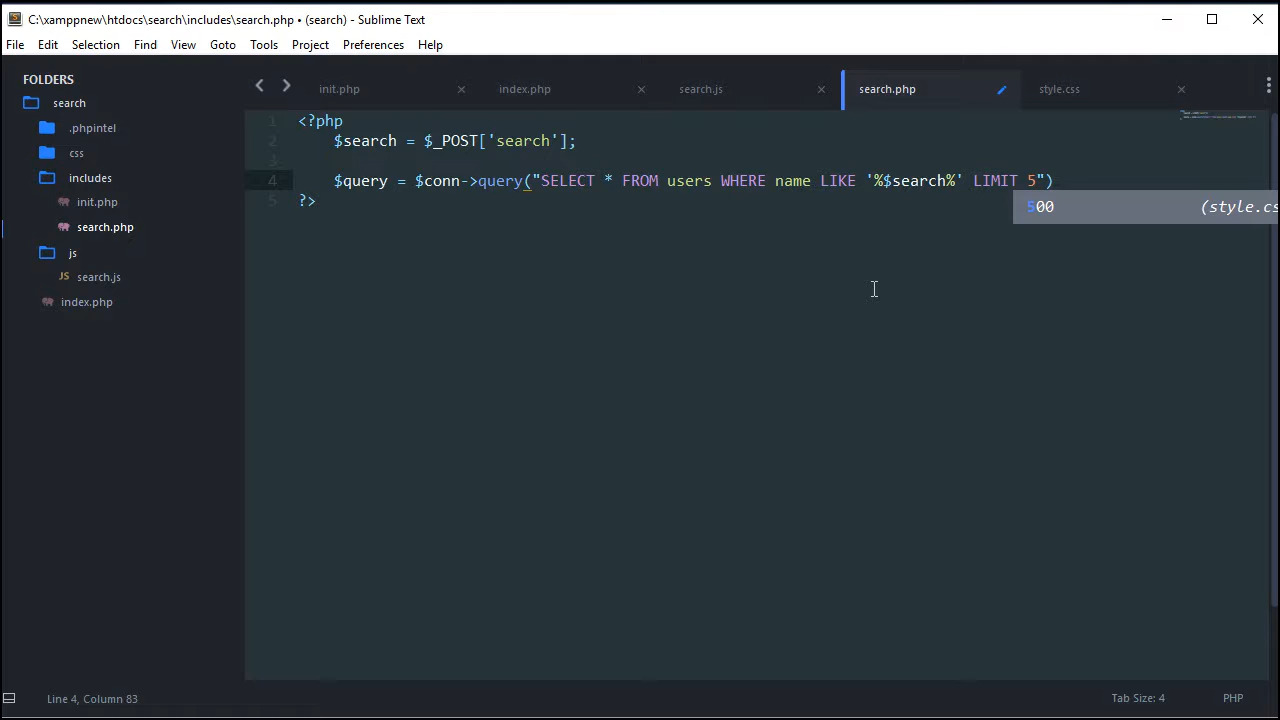 C:\xamppnew\htdocs\search\includes\search.php • (search) - Sublime Text
File Edit Selection Find View Goto Tools Project Preferences Help
FOLDERS
search
.phpintel
css
includes
init.php
search.php
js
JS search.js
index.php
init.php index.php search.js search.php style.css
1 <?php
2 $search = $_POST['search'];
3
4 $query = $conn->query("SELECT * FROM users WHERE name LIKE '%$search%' LIMIT 5")
5 ?>
500 (style.cs
Line 4, Column 83
Tab Size: 4 PHP